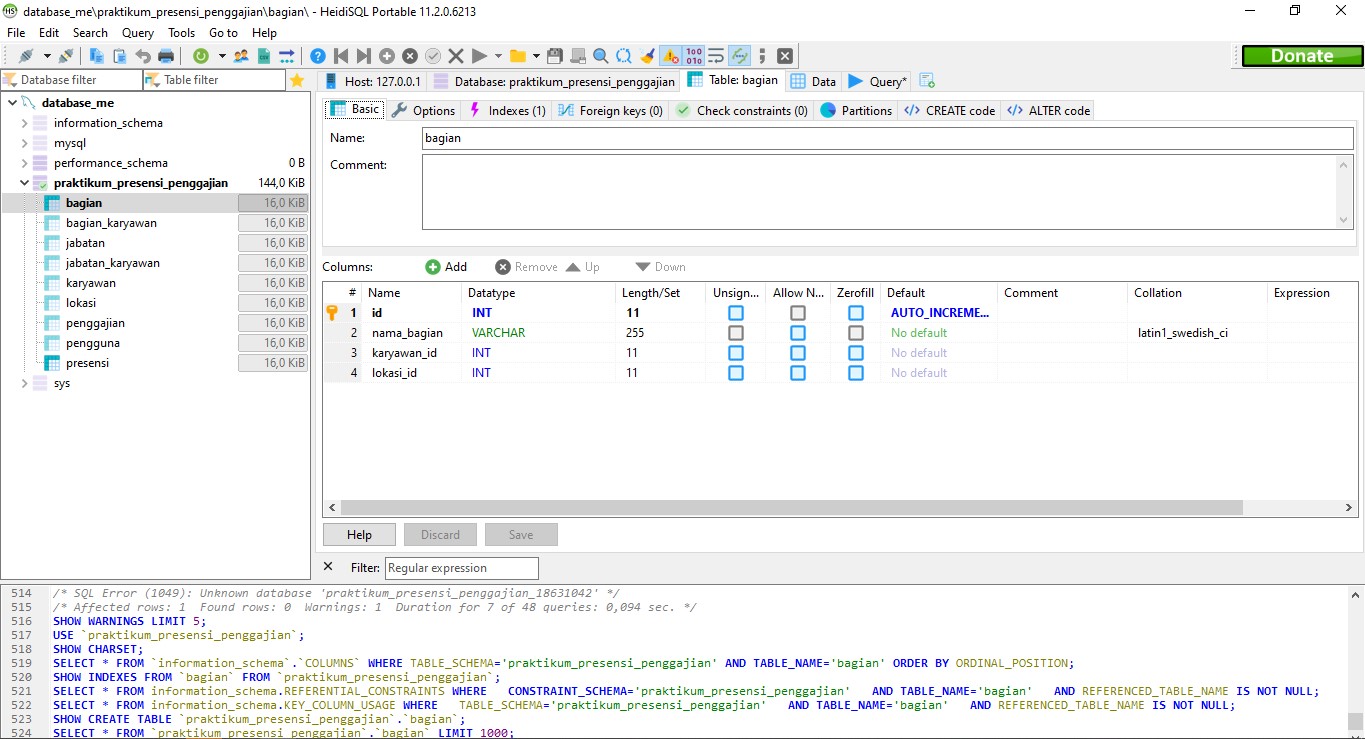 database_me\praktikum_presensi_penggajian\bagian\ - HeidiSQL Portable 11.2.0.6213
File Edit Search Query Tools Go to Help
Donate
Database filter Table filter
Host: 127.0.0.1 Database: praktikum_presensi_penggajian Table: bagian Data Query*
database_me
information_schema
mysql
performance_schema 0 B
praktikum_presensi_penggajian 144,0 KiB
bagian 16,0 KiB
bagian_karyawan 16,0 KiB
jabatan 16,0 KiB
jabatan_karyawan 16,0 KiB
karyawan 16,0 KiB
lokasi 16,0 KiB
penggajian 16,0 KiB
pengguna 16,0 KiB
presensi 16,0 KiB
sys
Basic Options Indexes (1) Foreign keys (0) Check constraints (0) Partitions CREATE code ALTER code
Name: bagian
Comment:
Columns: Add Remove Up Down
# Name Datatype Length/Set Unsign... Allow N... Zerofill Default Comment Collation Expression
1 id INT 11 AUTO_INCREME...
2 nama_bagian VARCHAR 255 No default latin1_swedish_ci
3 karyawan_id INT 11 No default
4 lokasi_id INT 11 No default
Help Discard Save
Filter: Regular expression
514 /* SQL Error (1049): Unknown database 'praktikum_presensi_penggajian_18631042' */
515 /* Affected rows: 1 Found rows: 0 Warnings: 1 Duration for 7 of 48 queries: 0,094 sec. */
516 SHOW WARNINGS LIMIT 5;
517 USE `praktikum_presensi_penggajian`;
518 SHOW CHARSET;
519 SELECT * FROM `information_schema`.`COLUMNS` WHERE TABLE_SCHEMA='praktikum_presensi_penggajian' AND TABLE_NAME='bagian' ORDER BY ORDINAL_POSITION;
520 SHOW INDEXES FROM `bagian` FROM `praktikum_presensi_penggajian`;
521 SELECT * FROM information_schema.REFERENTIAL_CONSTRAINTS WHERE CONSTRAINT_SCHEMA='praktikum_presensi_penggajian' AND TABLE_NAME='bagian' AND REFERENCED_TABLE_NAME IS NOT NULL;
522 SELECT * FROM information_schema.KEY_COLUMN_USAGE WHERE TABLE_SCHEMA='praktikum_presensi_penggajian' AND TABLE_NAME='bagian' AND REFERENCED_TABLE_NAME IS NOT NULL;
523 SHOW CREATE TABLE `praktikum_presensi_penggajian`.`bagian`;
524 SELECT * FROM `praktikum_presensi_penggajian`.`bagian` LIMIT 1000;